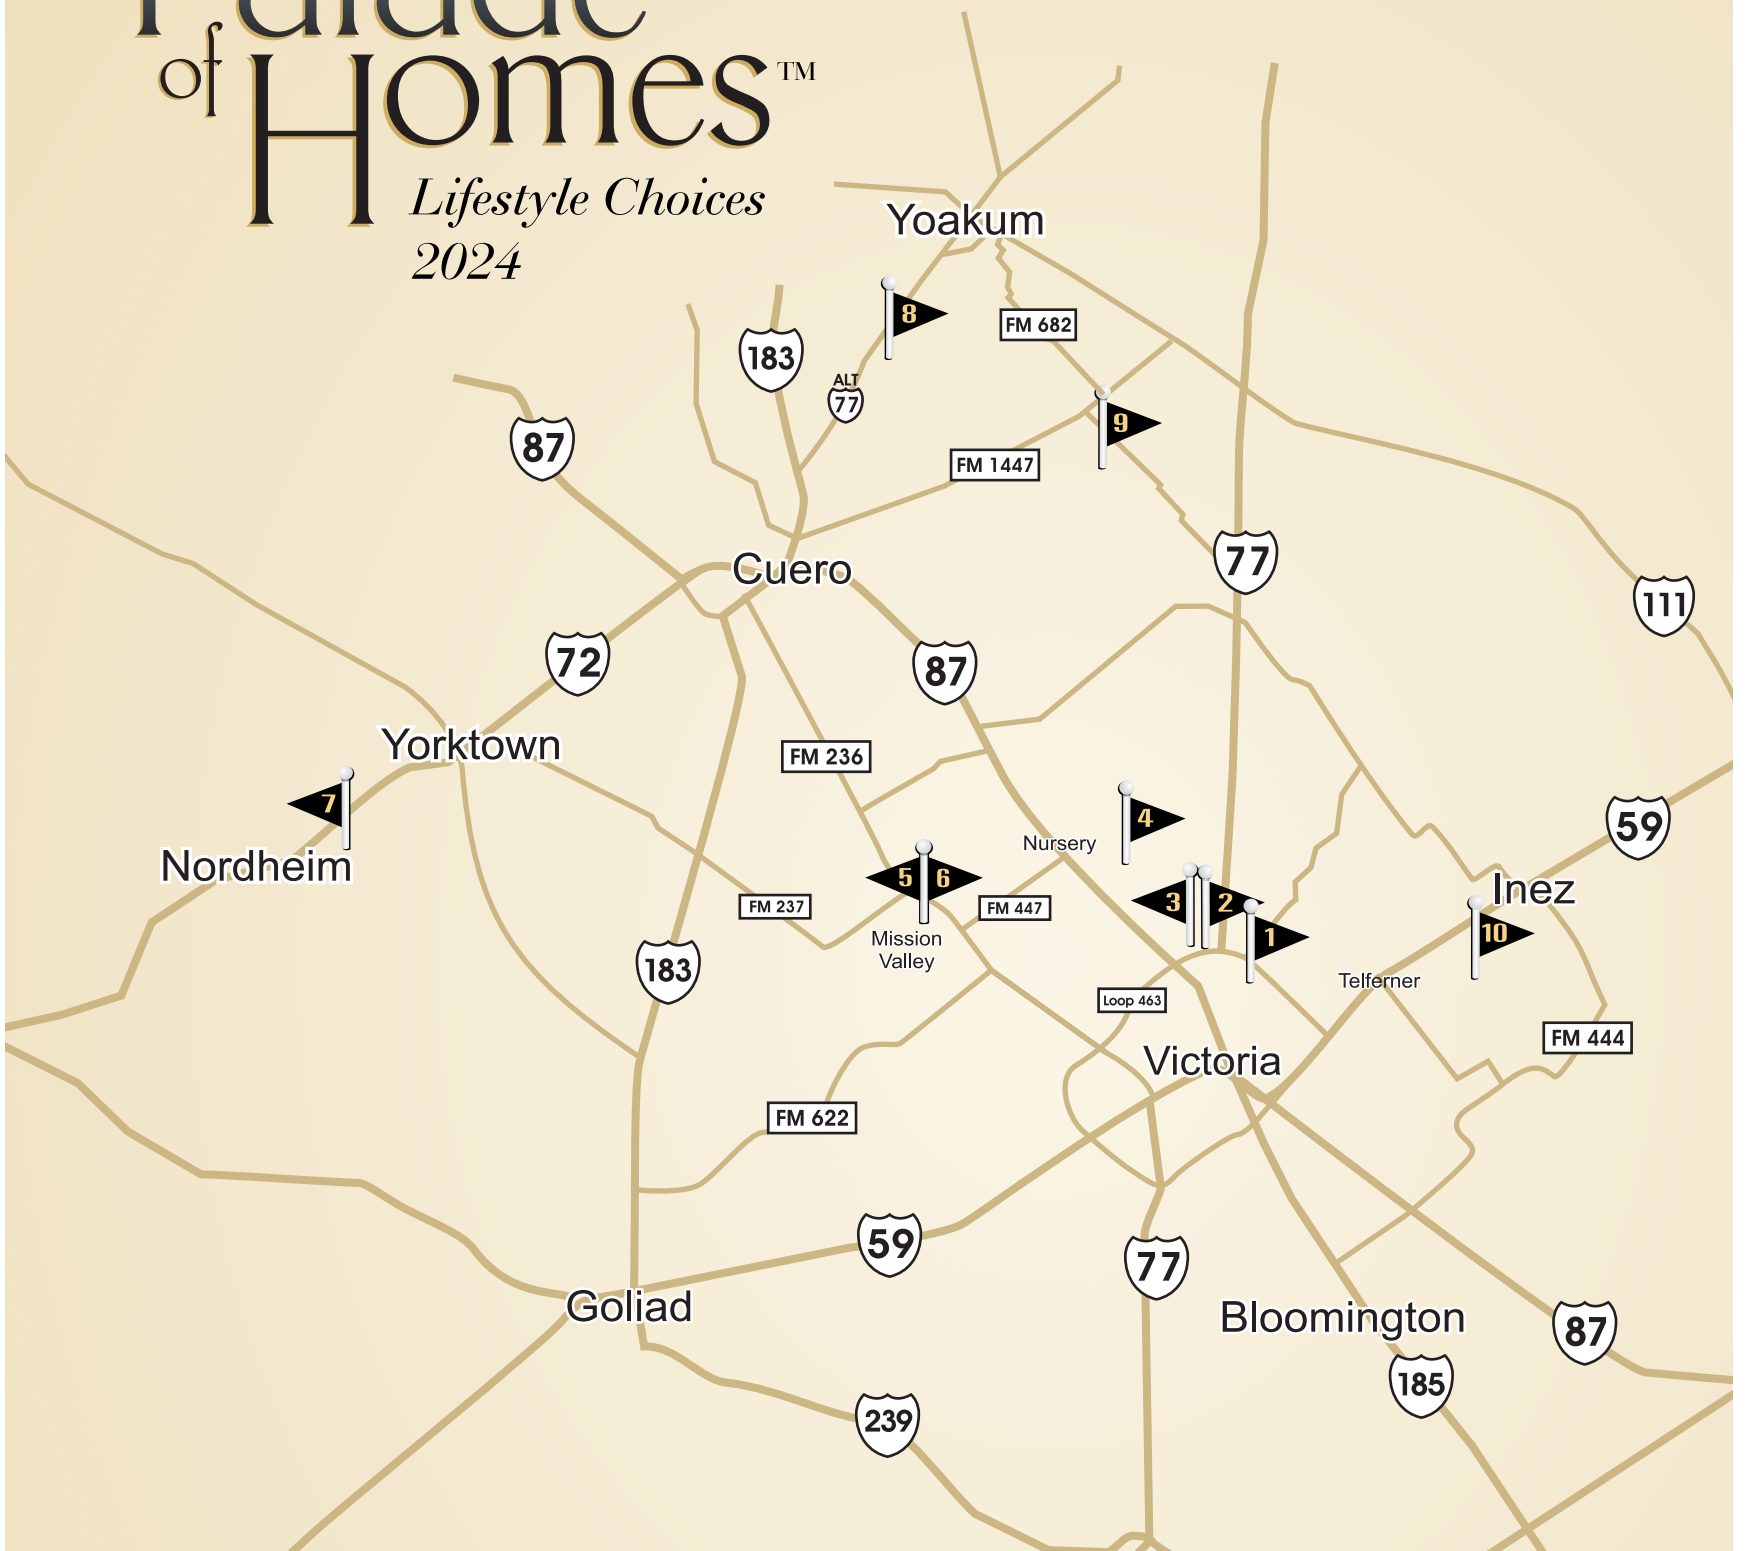 Parade
of Homes™
Lifestyle Choices
2024
Yoakum
8
FM 682
183
ALT
77
9
87
FM 1447
77
Cuero
111
72
87
Yorktown
FM 236
7
4
59
Nursery
Nordheim
5 6
3 2
Inez
FM 237
FM 447
1
10
Mission
Valley
183
Telferner
Loop 463
FM 444
Victoria
FM 622
59
77
Goliad
Bloomington
87
185
239